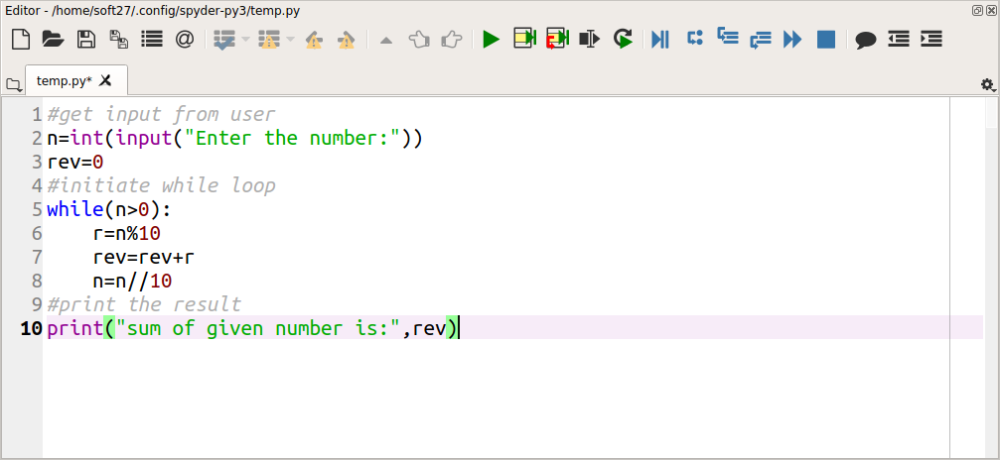 Editor - /home/soft27/.config/spyder-py3/temp.py
temp.py*
1 #get input from user
2 n=int(input("Enter the number:"))
3 rev=0
4 #initiate while loop
5 while(n>0):
6     r=n%10
7     rev=rev+r
8     n=n//10
9 #print the result
10 print("sum of given number is:",rev)